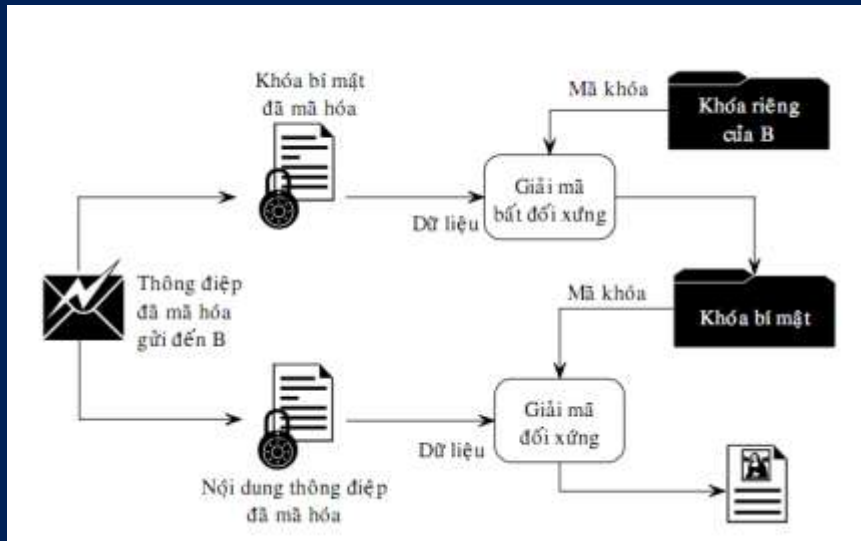 Khóa bí mật
đã mã hóa
Mã khóa
Khóa riêng
của B
Giải mã
bất đối xứng
Dữ liệu
Thông điệp
đã mã hóa
gửi đến B
Mã khóa
Khóa bí mật
Giải mã
đối xứng
Dữ liệu
Nội dung thông điệp
đã mã hóa